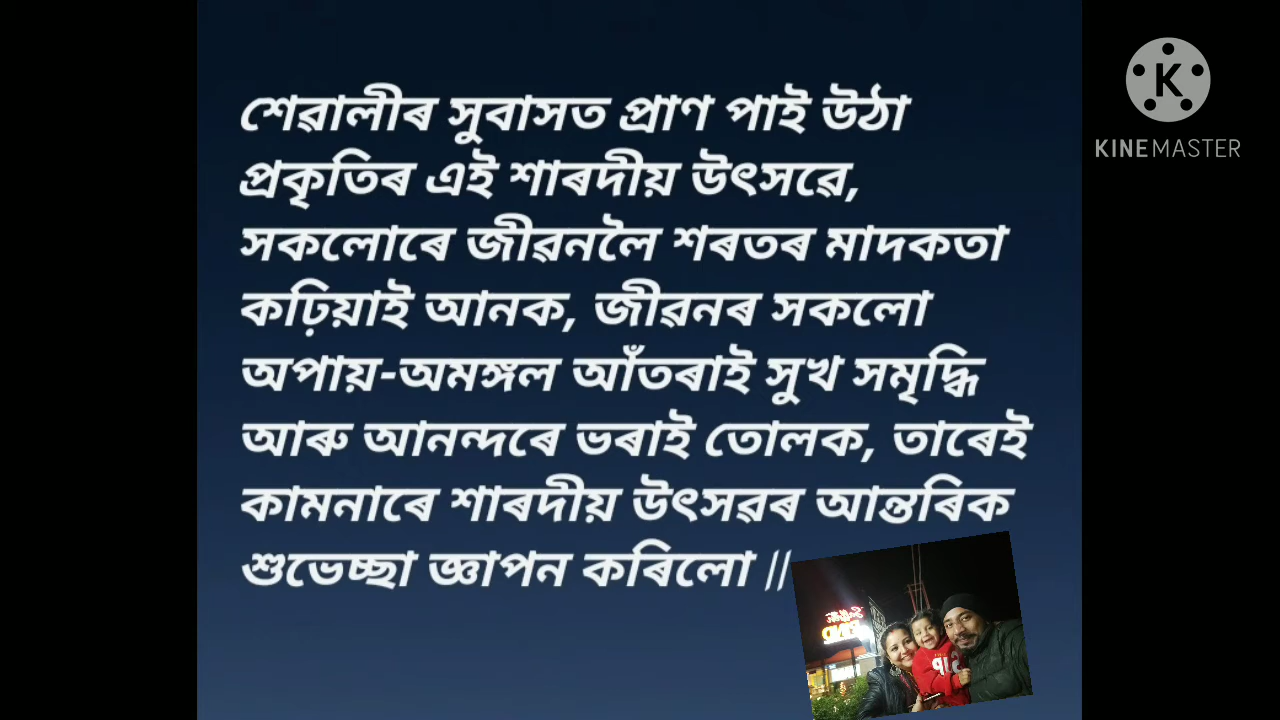 শেৱালীৰ সুবাসত প্ৰাণ পাই উঠা
প্ৰকৃতিৰ এই শাৰদীয় উৎসৱে,
সকলোৰে জীৱনলৈ শৰতৰ মাদকতা
কঢ়িয়াই আনক, জীৱনৰ সকলো
অপায়-অমঙ্গল আঁতৰাই সুখ সমৃদ্ধি
আৰু আনন্দৰে ভৰাই তোলক, তাৰেই
কামনাৰে শাৰদীয় উৎসৱৰ আন্তৰিক
শুভেচ্ছা জ্ঞাপন কৰিলো ||
K
KINEMASTER